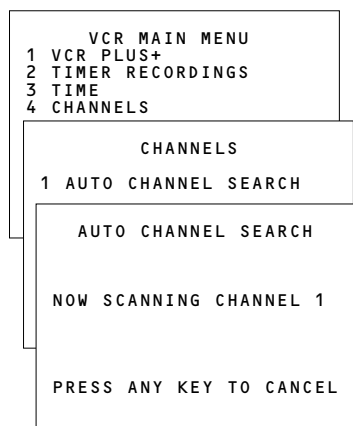 VCR MAIN MENU
1 VCR PLUS+
2 TIMER RECORDINGS
3 TIME
4 CHANNELS
CHANNELS
1 AUTO CHANNEL SEARCH
AUTO CHANNEL SEARCH
NOW SCANNING CHANNEL 1
PRESS ANY KEY TO CANCEL